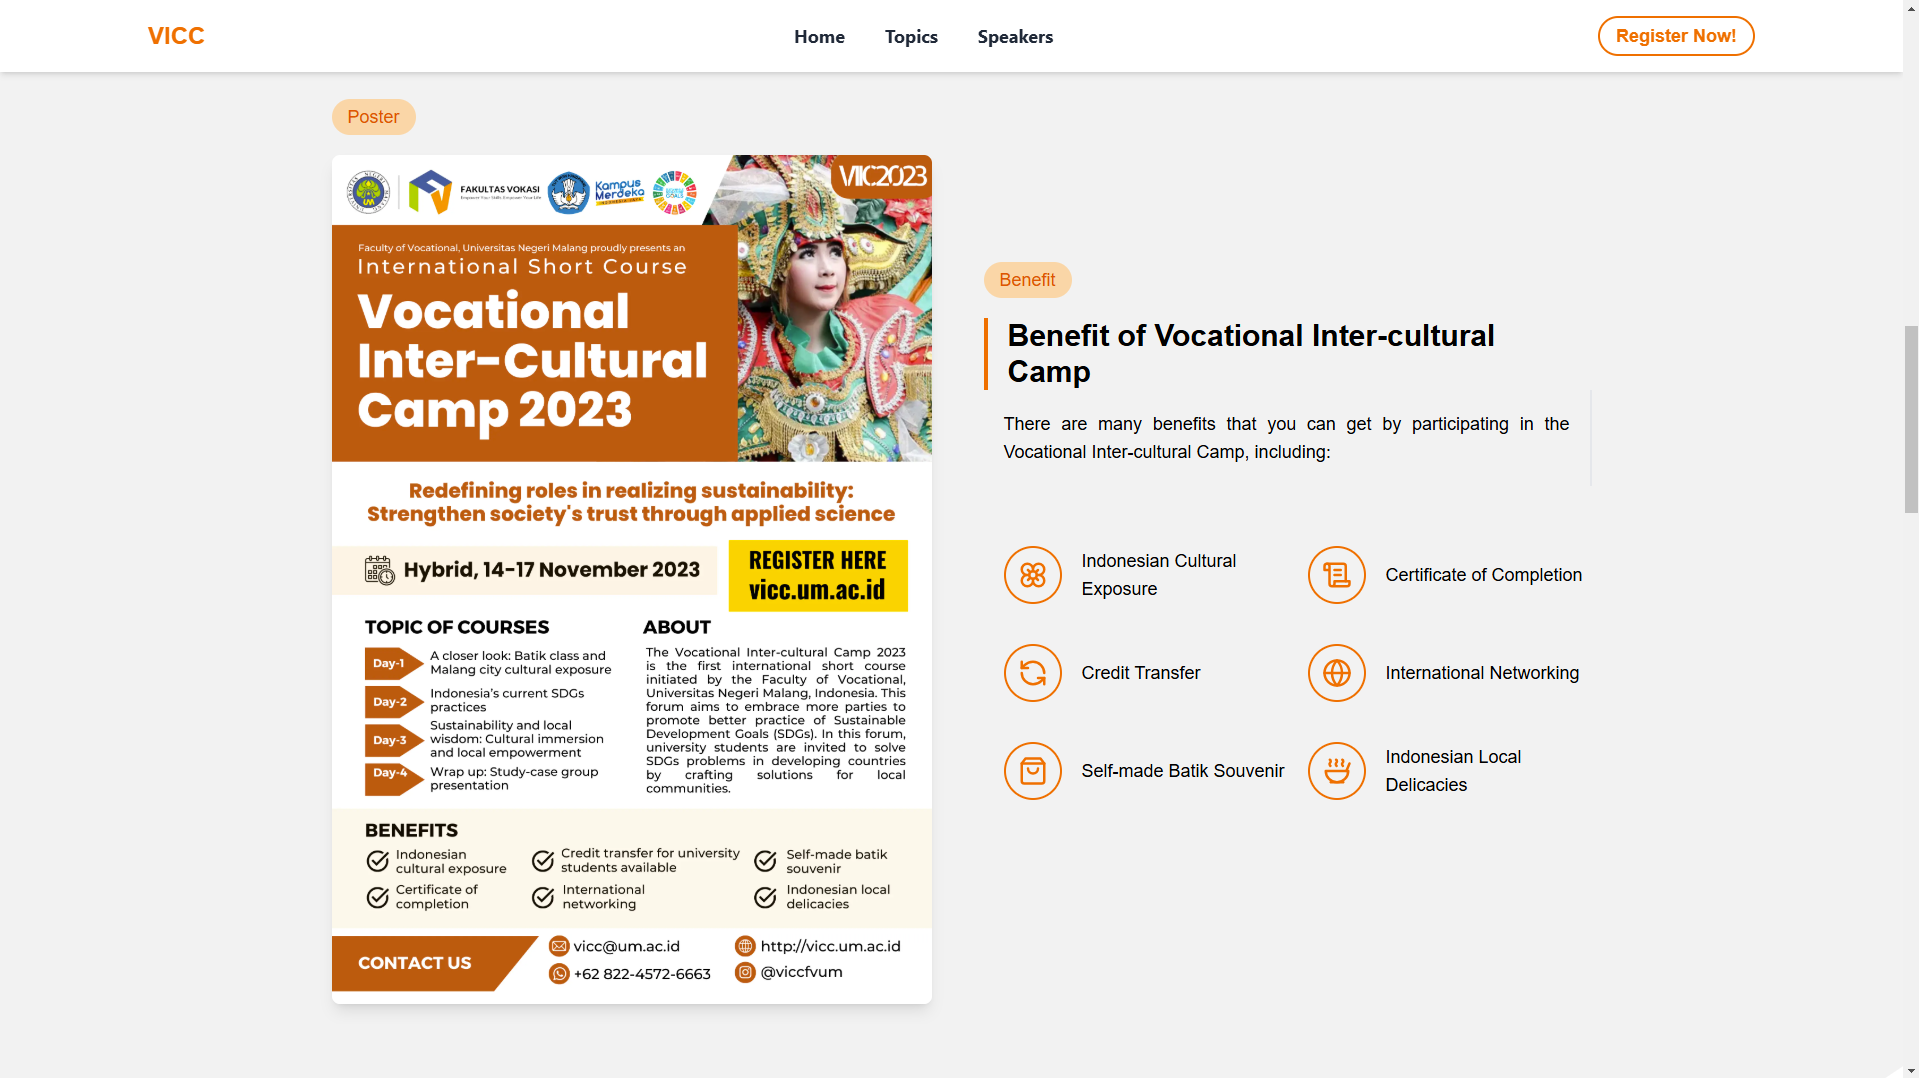 VICC
Home
Topics
Speakers
Register Now!
Poster
UM
FAKULTAS VOKASI
Empower Your Skill, Empower Your Life
Kampus
Merdeka
INDONESIA JAYA
VIC2023
Faculty of Vocational, Universitas Negeri Malang proudly presents an
International Short Course
Vocational
Inter-Cultural
Camp 2023
Redefining roles in realizing sustainability:
Strengthen society's trust through applied science
Hybrid, 14-17 November 2023
REGISTER HERE
vicc.um.ac.id
TOPIC OF COURSES
Day-1
A closer look: Batik class and
Malang city cultural exposure
Day-2
Indonesia's current SDGs
practices
Day-3
Sustainability and local
wisdom: Cultural immersion
and local empowerment
Day-4
Wrap up: Study-case group
presentation
ABOUT
The Vocational Inter-cultural Camp 2023
is the first international short course
initiated by the Faculty of Vocational,
Universitas Negeri Malang, Indonesia. This
forum aims to embrace more parties to
promote better practice of Sustainable
Development Goals (SDGs). In this forum,
university students are invited to solve
SDGs problems in developing countries
by crafting solutions for local
communities.
BENEFITS
Indonesian
cultural exposure
Credit transfer for university
students available
Self-made batik
souvenir
Certificate of
completion
International
networking
Indonesian local
delicacies
CONTACT US
vicc@um.ac.id
http://vicc.um.ac.id
+62 822-4572-6663
@viccfvum
Benefit
Benefit of Vocational Inter-cultural
Camp
There are many benefits that you can get by participating in the
Vocational Inter-cultural Camp, including:
Indonesian Cultural
Exposure
Certificate of Completion
Credit Transfer
International Networking
Self-made Batik Souvenir
Indonesian Local
Delicacies